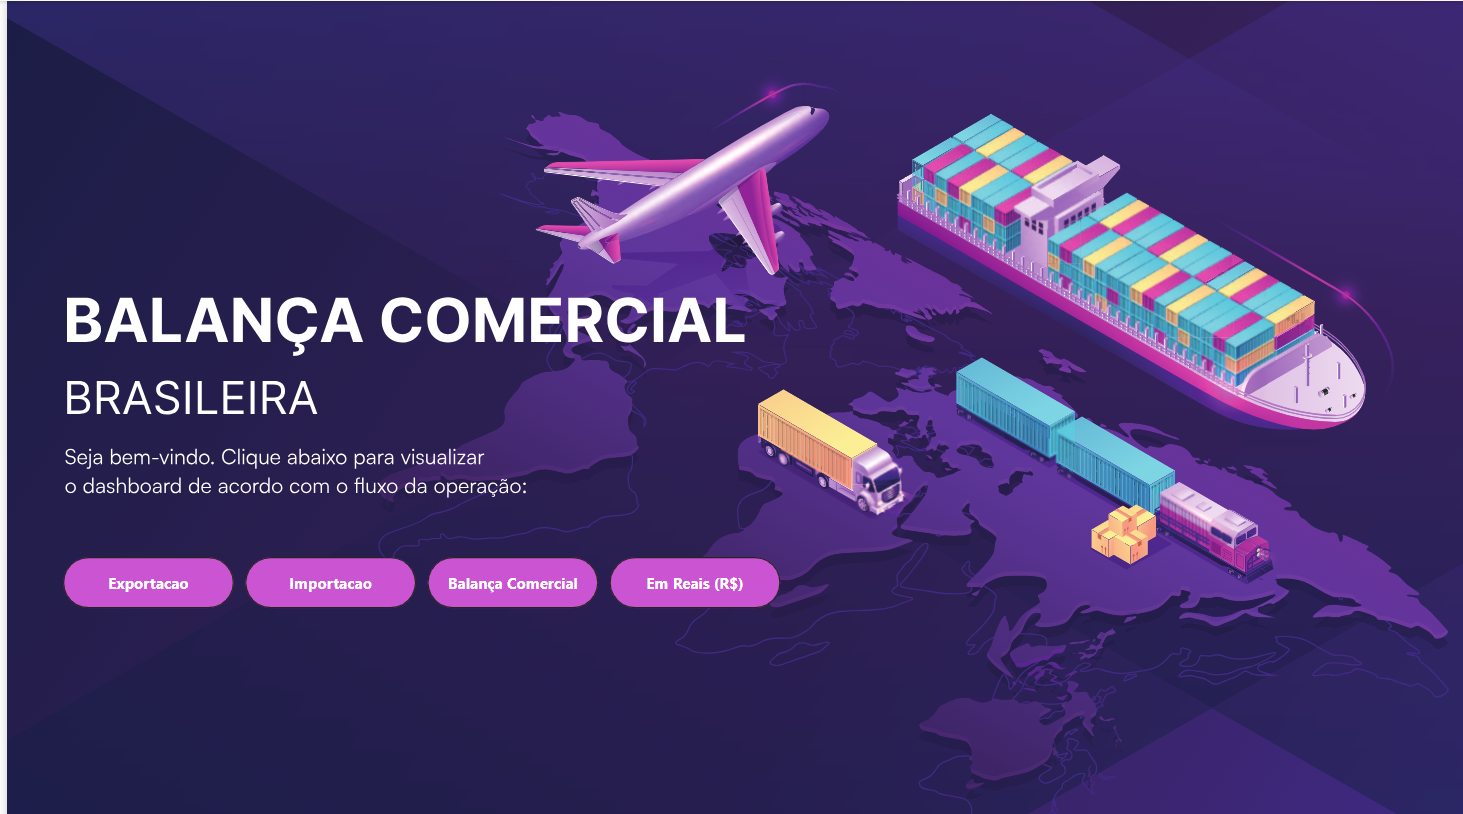 BALANÇA COMERCIAL
BRASILEIRA
Seja bem-vindo. Clique abaixo para visualizar
o dashboard de acordo com o fluxo da operação:
Exportacao
Importacao
Balança Comercial
Em Reais (R$)